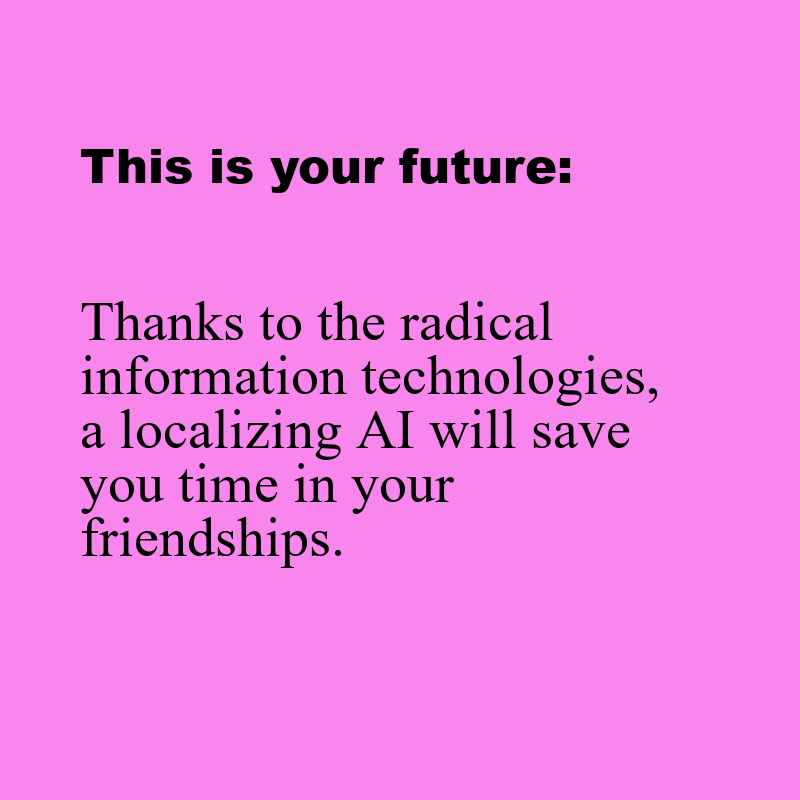 This is your future:
Thanks to the radical
information technologies,
a localizing AI will save
you time in your
friendships.